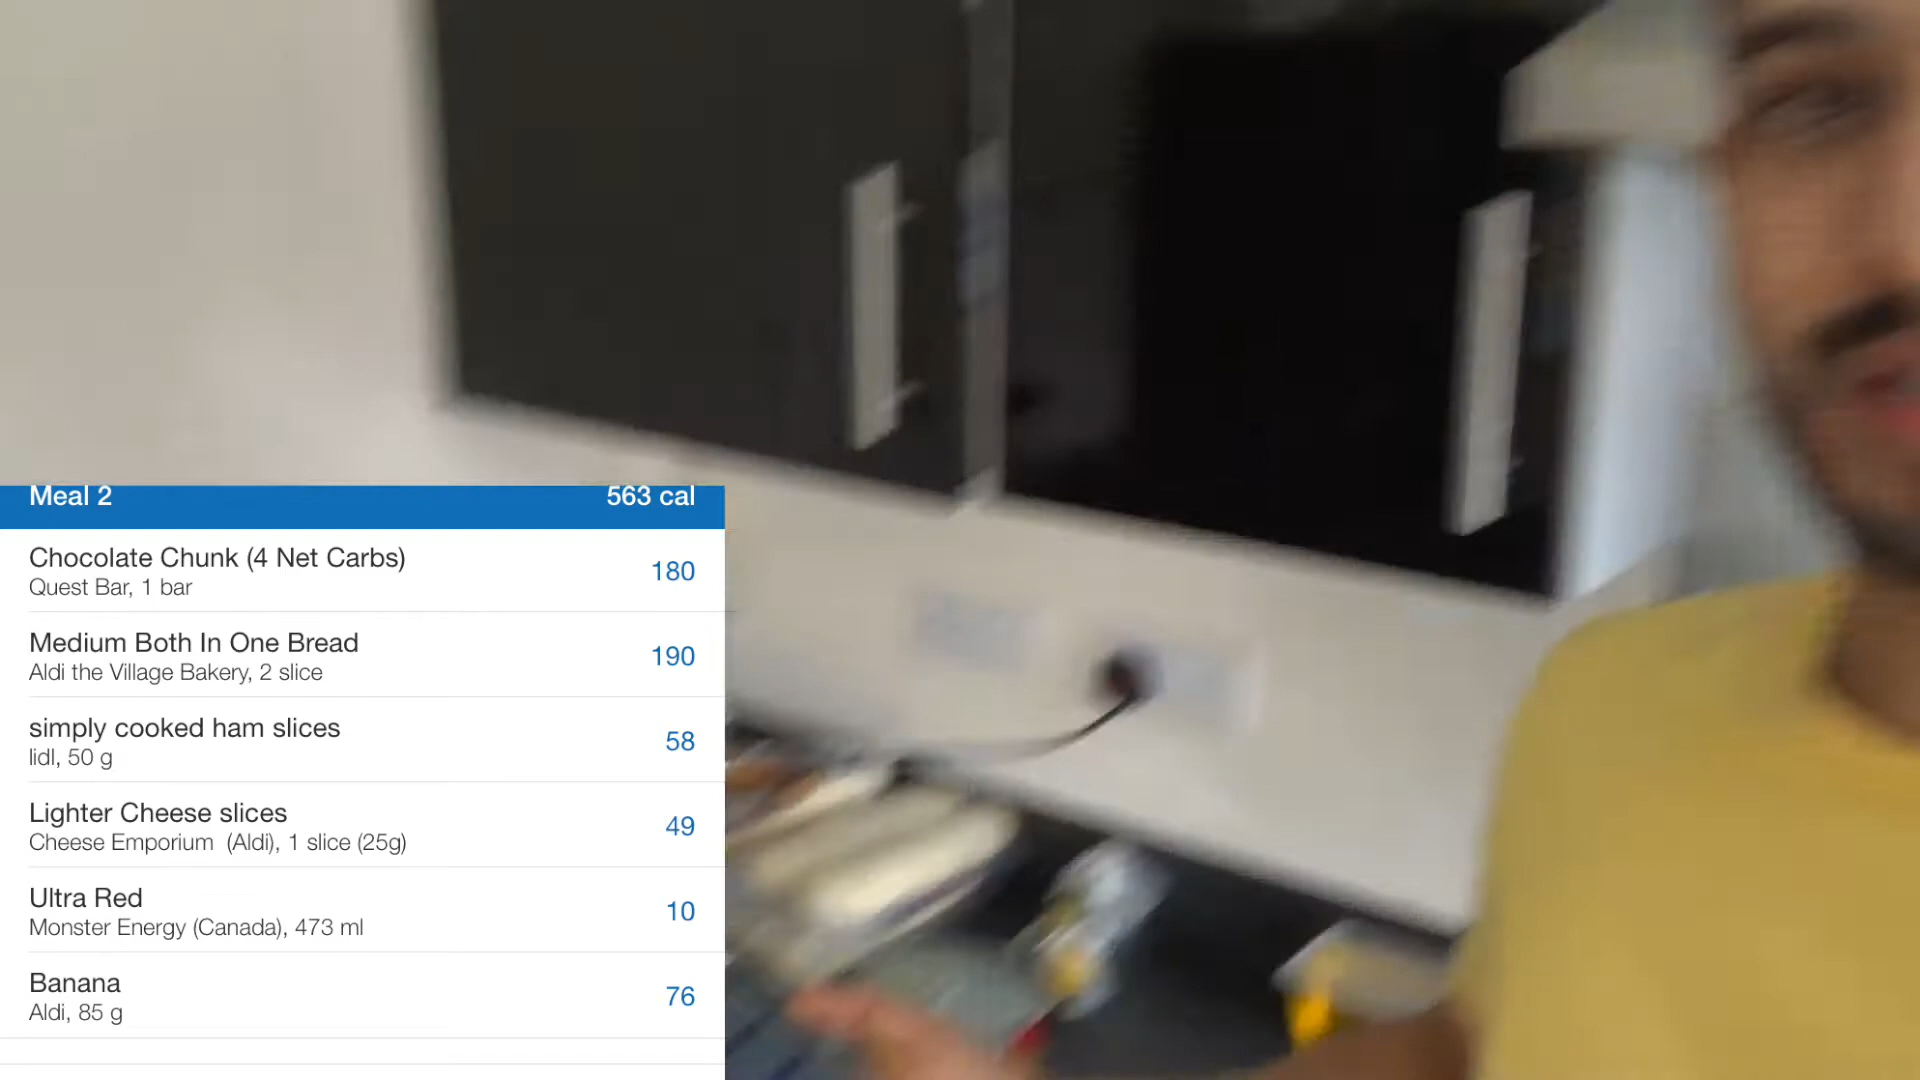 Meal 2 563 cal
Chocolate Chunk (4 Net Carbs) 180
Quest Bar, 1 bar
Medium Both In One Bread 190
Aldi the Village Bakery, 2 slice
simply cooked ham slices 58
lidl, 50 g
Lighter Cheese slices 49
Cheese Emporium (Aldi), 1 slice (25g)
Ultra Red 10
Monster Energy (Canada), 473 ml
Banana 76
Aldi, 85 g